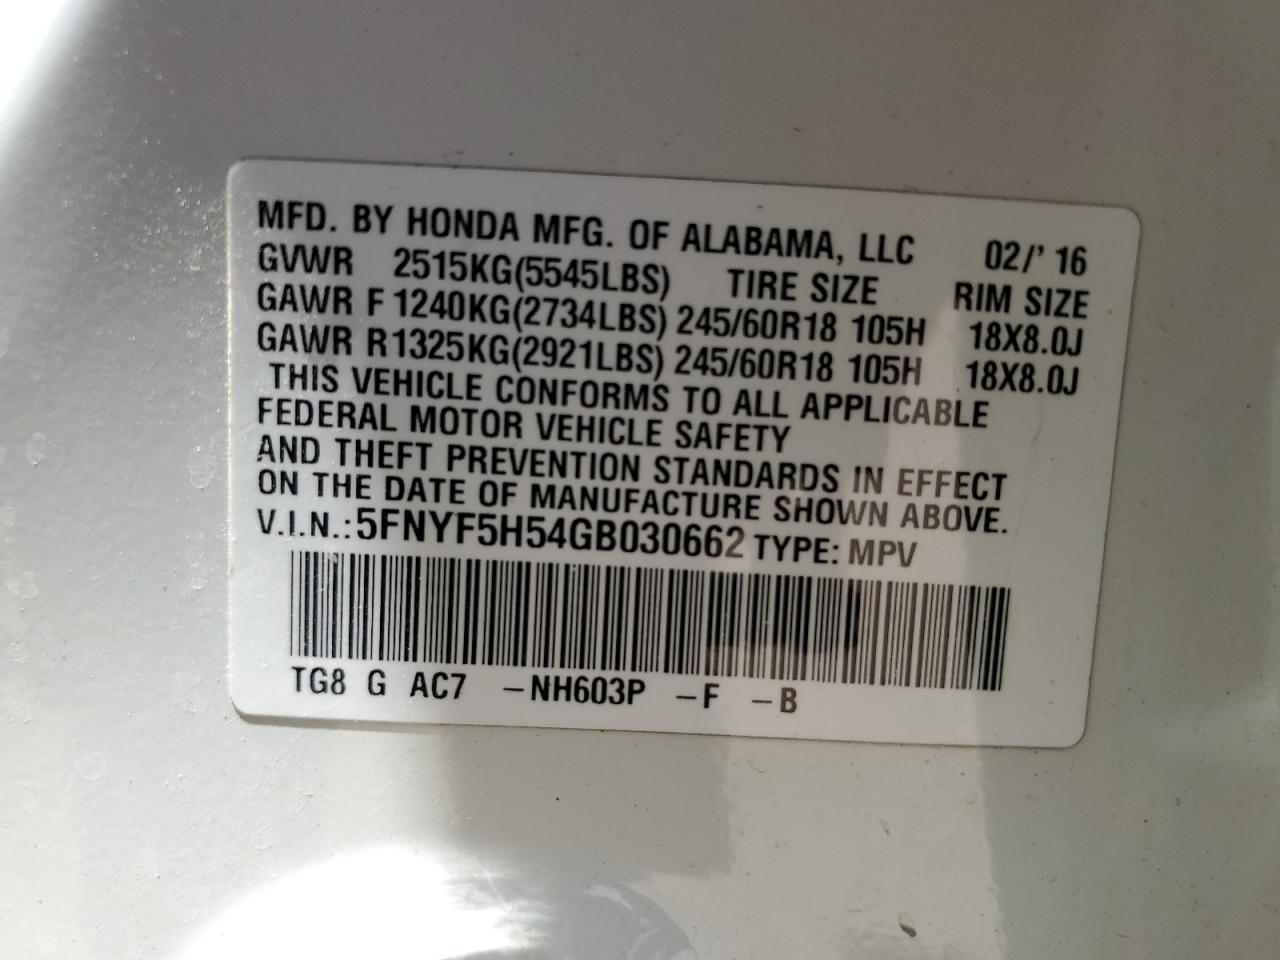 MFD. BY HONDA MFG. OF ALABAMA, LLC 02/' 16
GVWR 2515KG(5545LBS) TIRE SIZE RIM SIZE
GAWR F 1240KG(2734LBS) 245/60R18 105H 18X8.0J
GAWR R1325KG(2921LBS) 245/60R18 105H 18X8.0J
THIS VEHICLE CONFORMS TO ALL APPLICABLE
FEDERAL MOTOR VEHICLE SAFETY
AND THEFT PREVENTION STANDARDS IN EFFECT
ON THE DATE OF MANUFACTURE SHOWN ABOVE.
V.I.N.: 5FNYF5H54GB030662 TYPE: MPV
TG8 G AC7 –NH603P –F –B